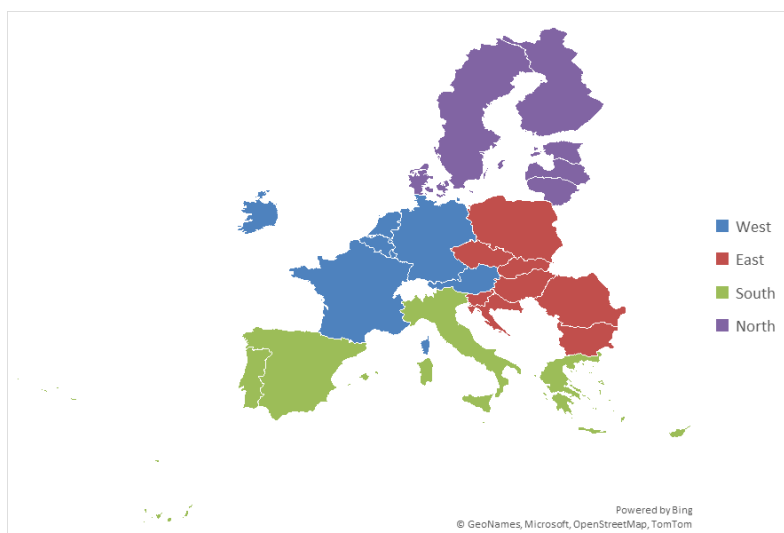 West
East
South
North
Powered by Bing
© GeoNames, Microsoft, OpenStreetMap, TomTom